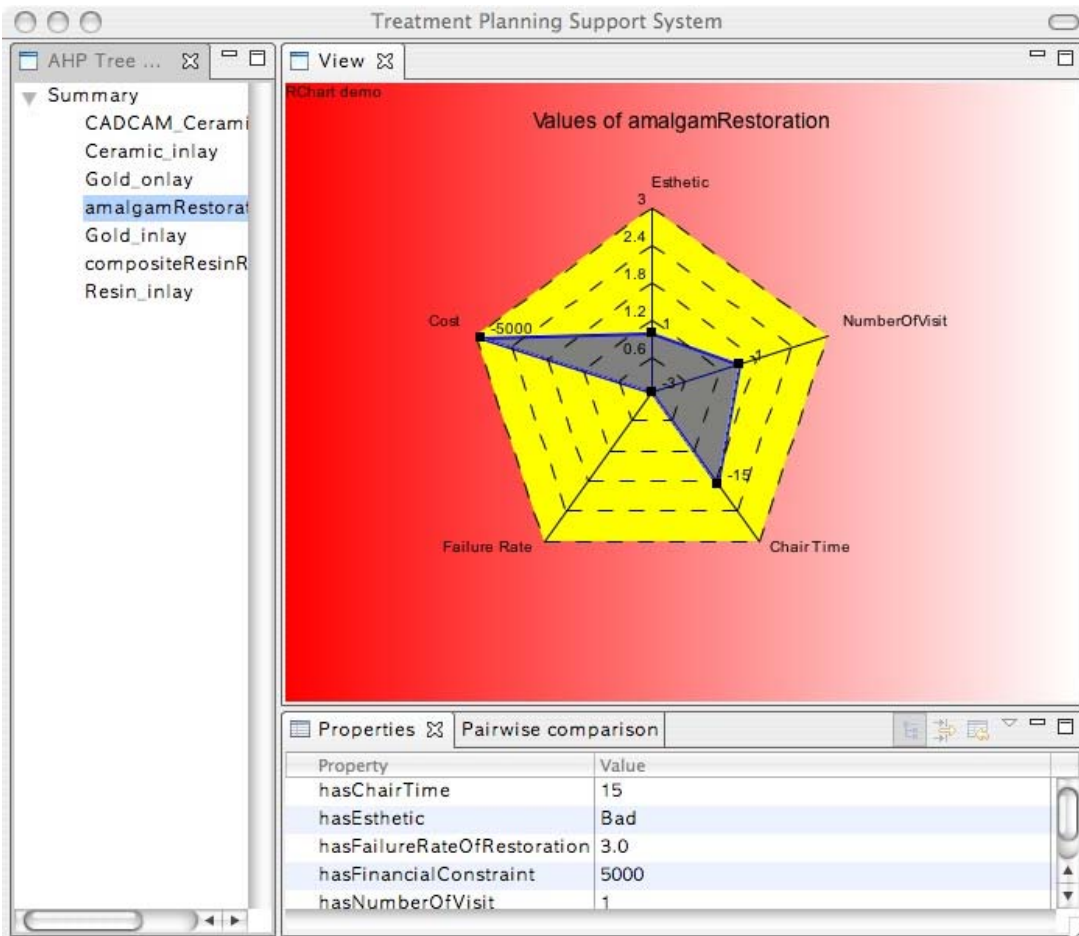 Treatment Planning Support System
AHP Tree ...
Summary
CADCAM_Cerami
Ceramic_inlay
Gold_onlay
amalgamRestorat
Gold_inlay
compositeResinR
Resin_inlay
View
RChart demo
Values of amalgamRestoration
Esthetic
3
2.4
1.8
1.2
0.6
1
NumberOfVisit
1
Cost
-5000
-3
-15
Failure Rate
Chair Time
Properties
Pairwise comparison
Property Value
hasChairTime 15
hasEsthetic Bad
hasFailureRateOfRestoration 3.0
hasFinancialConstraint 5000
hasNumberOfVisit 1